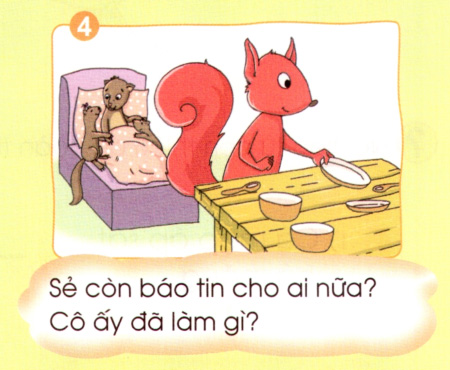 4
Sẻ còn báo tin cho ai nữa?
Cô ấy đã làm gì?